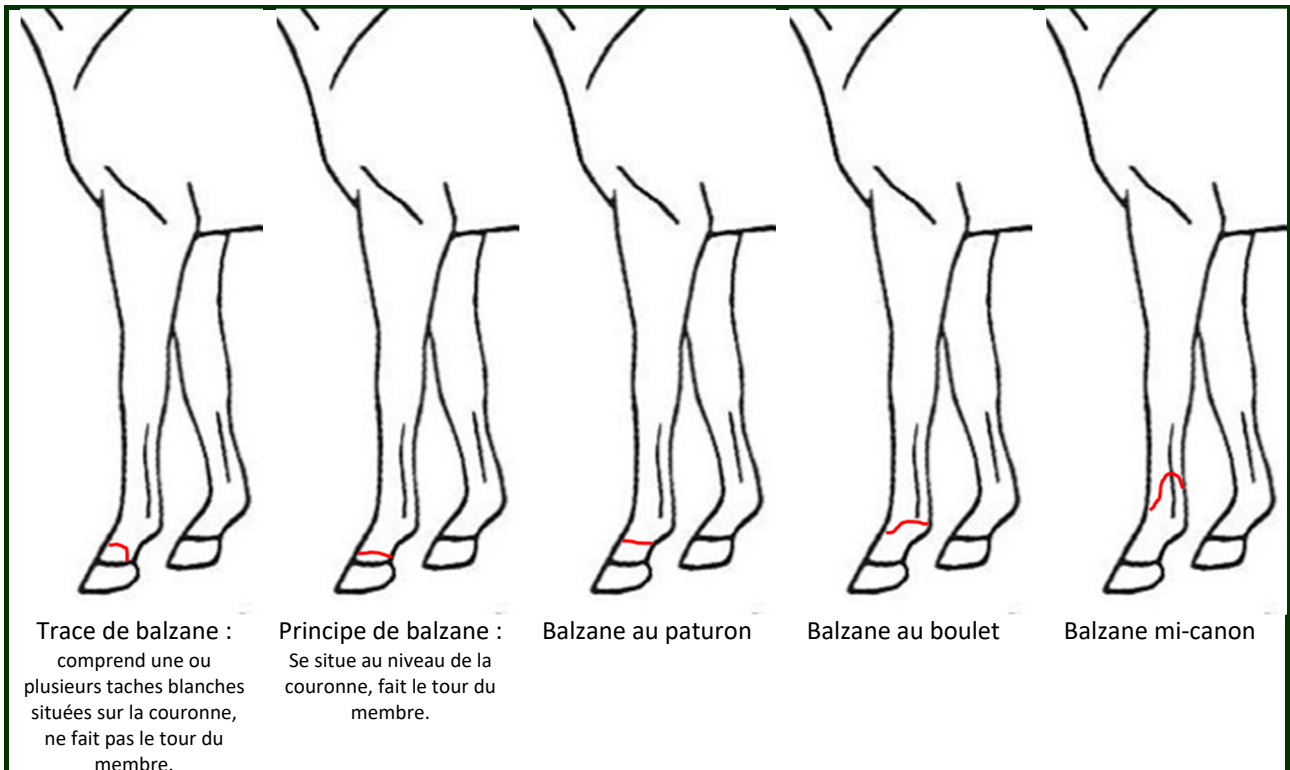 Trace de balzane :
comprend une ou
plusieurs taches blanches
situées sur la couronne,
ne fait pas le tour du
membre.
Principe de balzane :
Se situe au niveau de la
couronne, fait le tour du
membre.
Balzane au paturon
Balzane au boulet
Balzane mi-canon